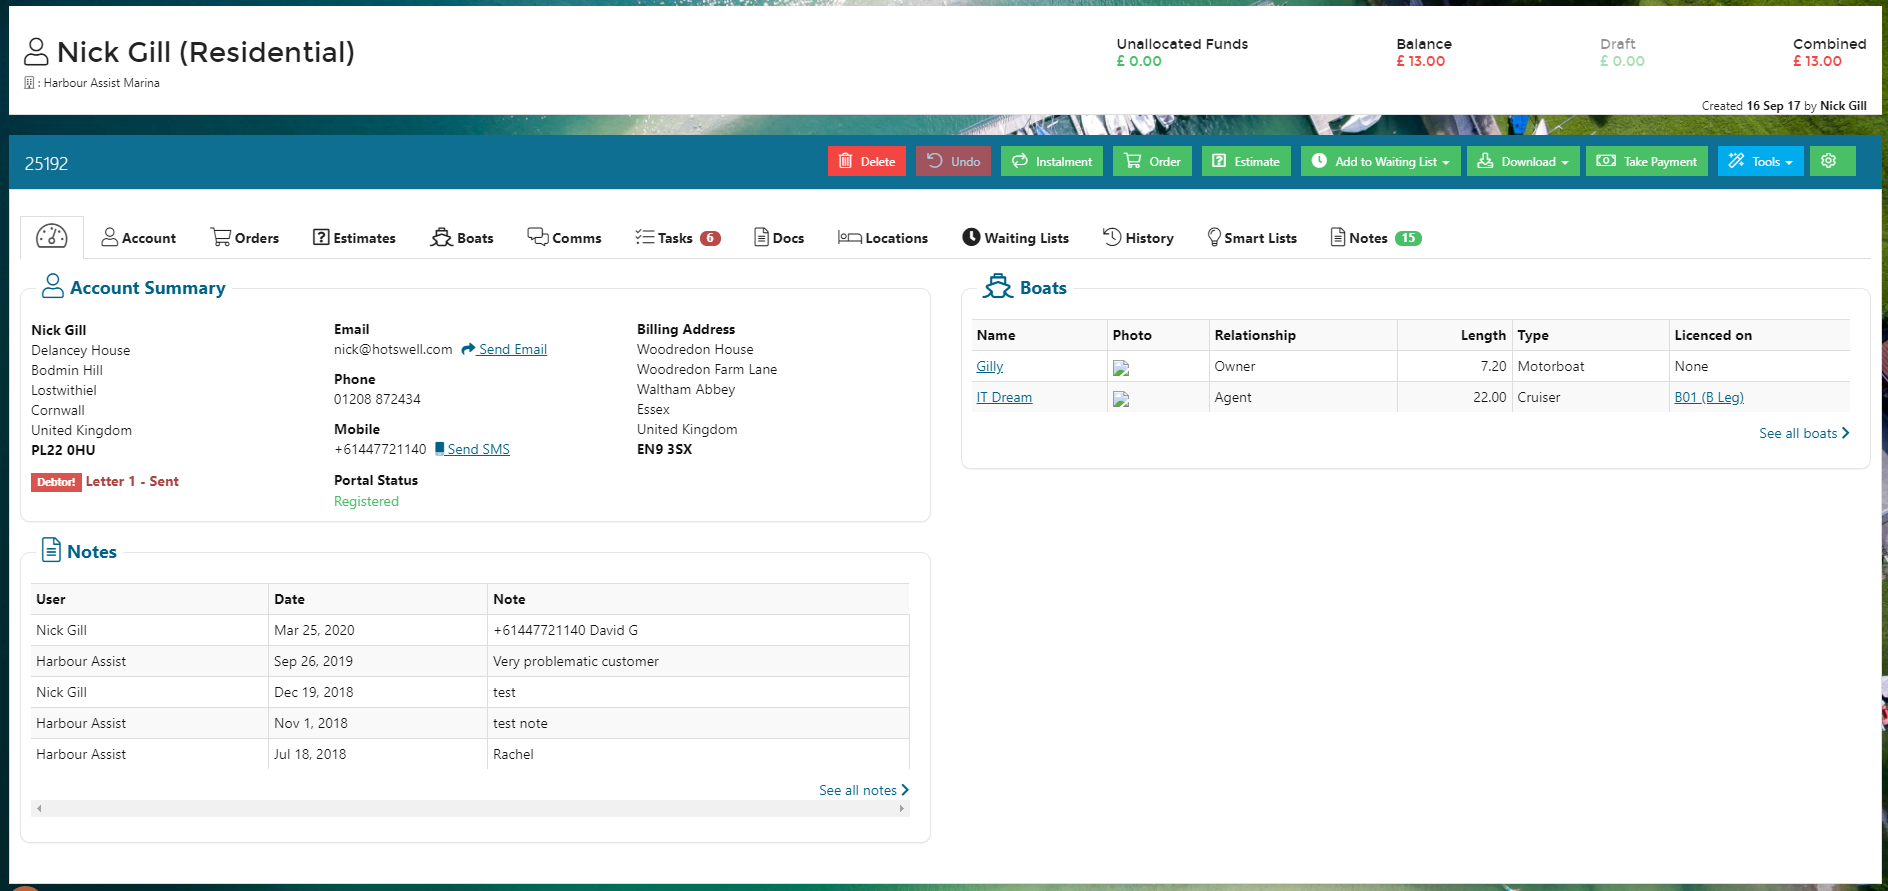 Nick Gill (Residential)
: Harbour Assist Marina
Unallocated Funds
£ 0.00
Balance
£ 13.00
Draft
£ 0.00
Combined
£ 13.00
Created 16 Sep 17 by Nick Gill
25192
Delete
Undo
Instalment
Order
Estimate
Add to Waiting List
Download
Take Payment
Tools
Account
Orders
Estimates
Boats
Comms
Tasks 6
Docs
Locations
Waiting Lists
History
Smart Lists
Notes 15
Account Summary
Nick Gill
Delancey House
Bodmin Hill
Lostwithiel
Cornwall
United Kingdom
PL22 0HU
Debtor! Letter 1 - Sent
Email
nick@hotswell.com Send Email
Phone
01208 872434
Mobile
+61447721140 Send SMS
Portal Status
Registered
Billing Address
Woodredon House
Woodredon Farm Lane
Waltham Abbey
Essex
United Kingdom
EN9 3SX
Boats
Name Photo Relationship Length Type Licenced on
Gilly Owner 7.20 Motorboat None
IT Dream Agent 22.00 Cruiser B01 (B Leg)
See all boats
Notes
User Date Note
Nick Gill Mar 25, 2020 +61447721140 David G
Harbour Assist Sep 26, 2019 Very problematic customer
Nick Gill Dec 19, 2018 test
Harbour Assist Nov 1, 2018 test note
Harbour Assist Jul 18, 2018 Rachel
See all notes